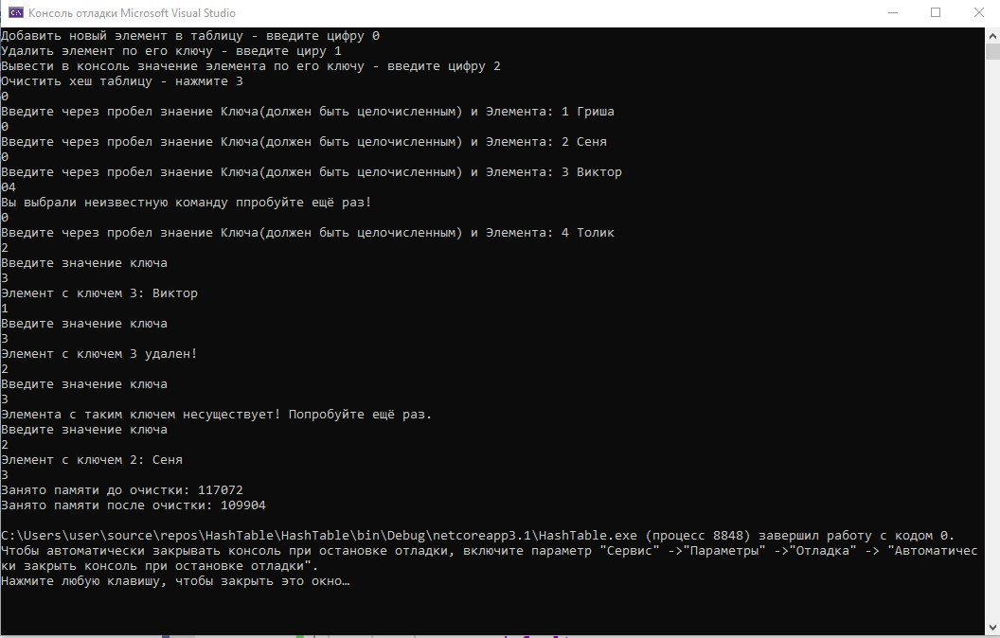 Консоль отладки Microsoft Visual Studio
Добавить новый элемент в таблицу - введите цифру 0
Удалить элемент по его ключу - введите циру 1
Вывести в консоль значение элемента по его ключу - введите цифру 2
Очистить хеш таблицу - нажмите 3
0
Введите через пробел знаение Ключа(должен быть целочисленным) и Элемента: 1 Гриша
0
Введите через пробел знаение Ключа(должен быть целочисленным) и Элемента: 2 Сеня
0
Введите через пробел знаение Ключа(должен быть целочисленным) и Элемента: 3 Виктор
04
Вы выбрали неизвестную команду ппробуйте ещё раз!
0
Введите через пробел знаение Ключа(должен быть целочисленным) и Элемента: 4 Толик
2
Введите значение ключа
3
Элемент с ключем 3: Виктор
1
Введите значение ключа
3
Элемент с ключем 3 удален!
2
Введите значение ключа
3
Элемента с таким ключем несуществует! Попробуйте ещё раз.
Введите значение ключа
2
Элемент с ключем 2: Сеня
3
Занято памяти до очистки: 117072
Занято памяти после очистки: 109904
C:\Users\user\source\repos\HashTable\HashTable\bin\Debug\netcoreapp3.1\HashTable.exe (процесс 8848) завершил работу с кодом 0.
Чтобы автоматически закрывать консоль при остановке отладки, включите параметр "Сервис" ->"Параметры" ->"Отладка" -> "Автоматичес
ки закрыть консоль при остановке отладки".
Нажмите любую клавишу, чтобы закрыть это окно…